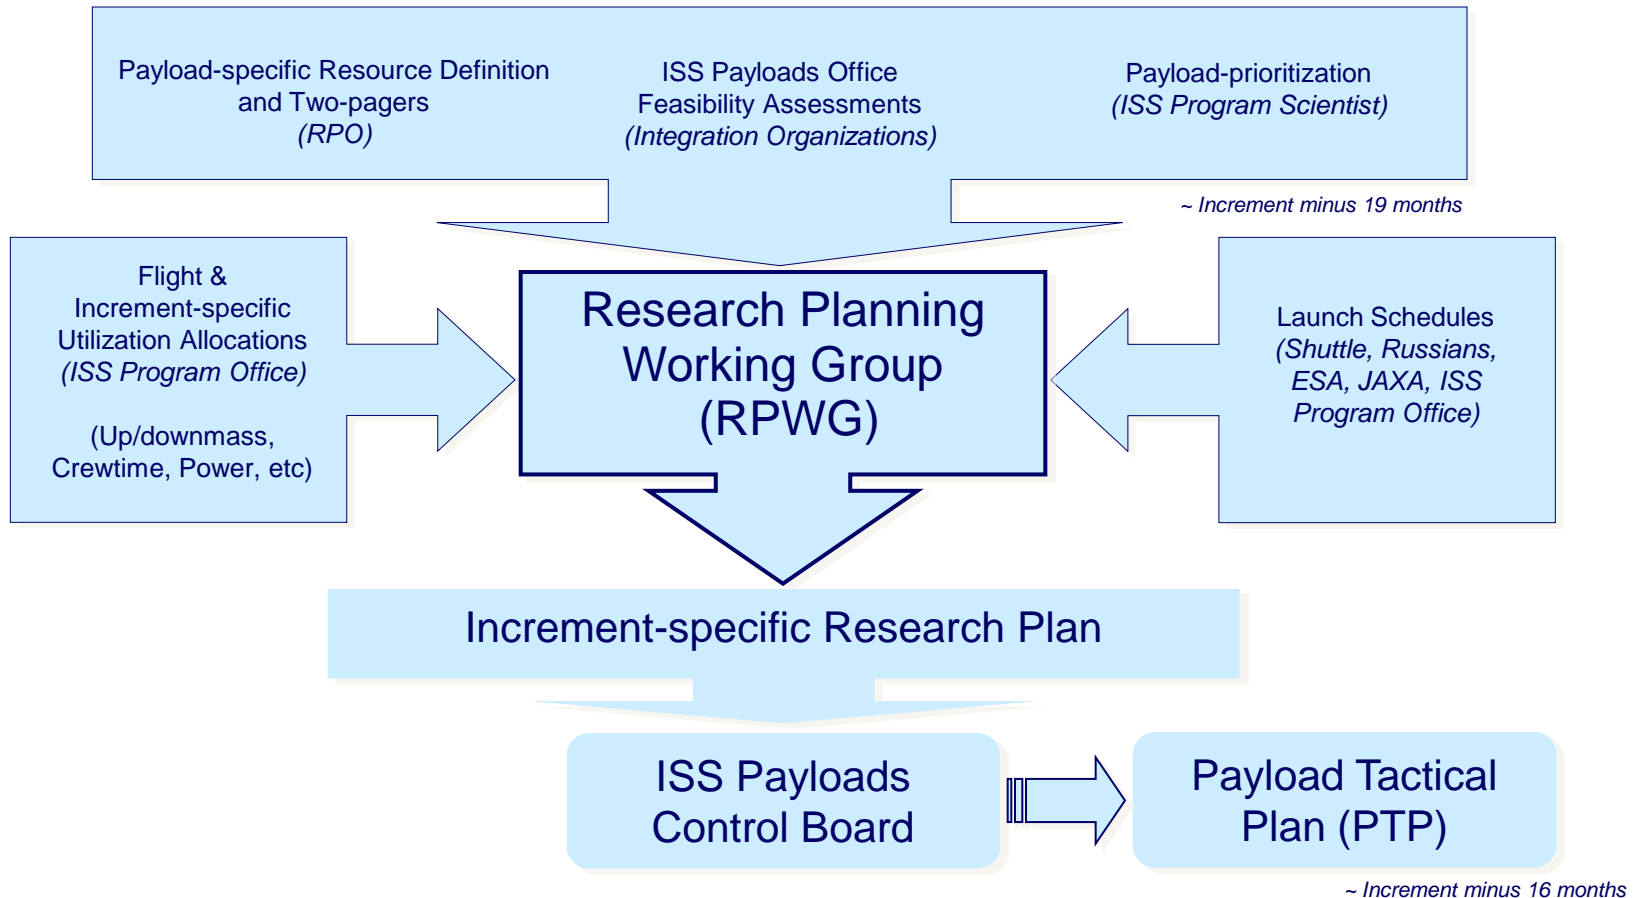 Payload-specific Resource Definition
and Two-pagers
(RPO)
ISS Payloads Office
Feasibility Assessments
(Integration Organizations)
Payload-prioritization
(ISS Program Scientist)
~ Increment minus 19 months
Flight &
Increment-specific
Utilization Allocations
(ISS Program Office)
(Up/downmass,
Crewtime, Power, etc)
Research Planning
Working Group
(RPWG)
Launch Schedules
(Shuttle, Russians,
ESA, JAXA, ISS
Program Office)
Increment-specific Research Plan
ISS Payloads
Control Board
Payload Tactical
Plan (PTP)
~ Increment minus 16 months